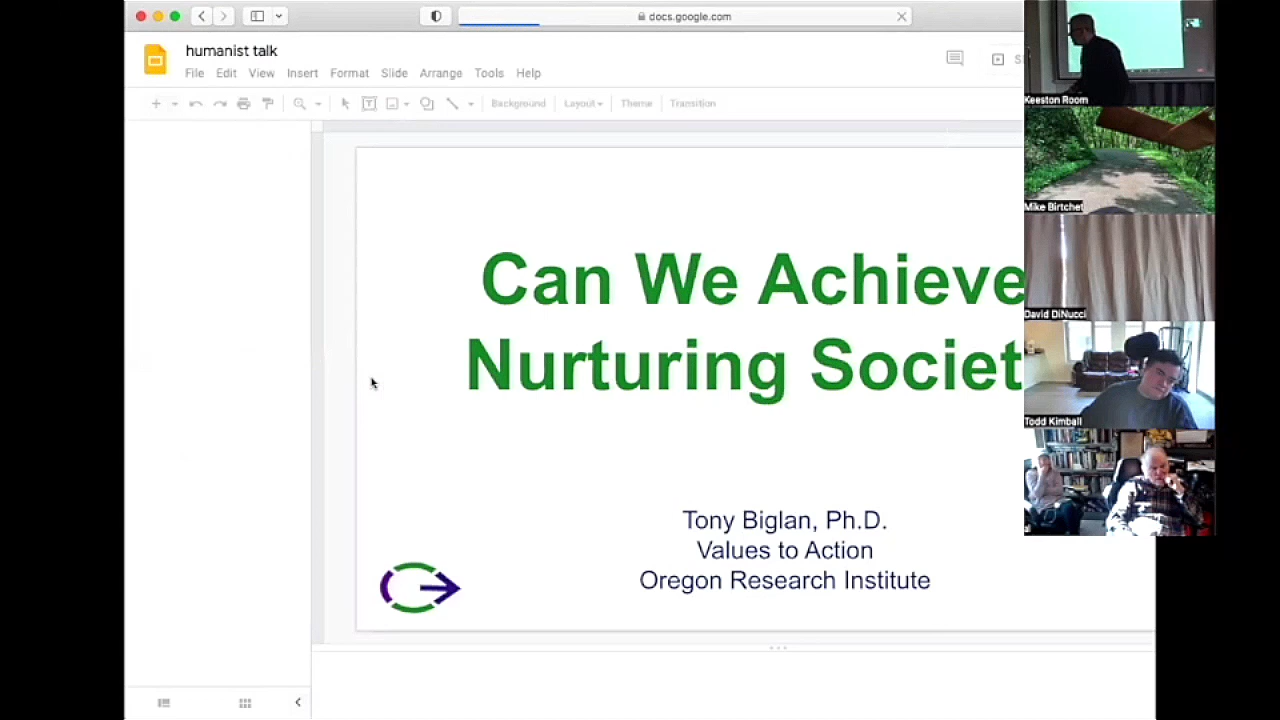 docs.google.com
humanist talk
File Edit View Insert Format Slide Arrange Tools Help
Background Layout Theme Transition
Can We Achieve
Nurturing Societ
Tony Biglan, Ph.D.
Values to Action
Oregon Research Institute
Keeston Room
Mike Birtchet
David DiNucci
Todd Kimball